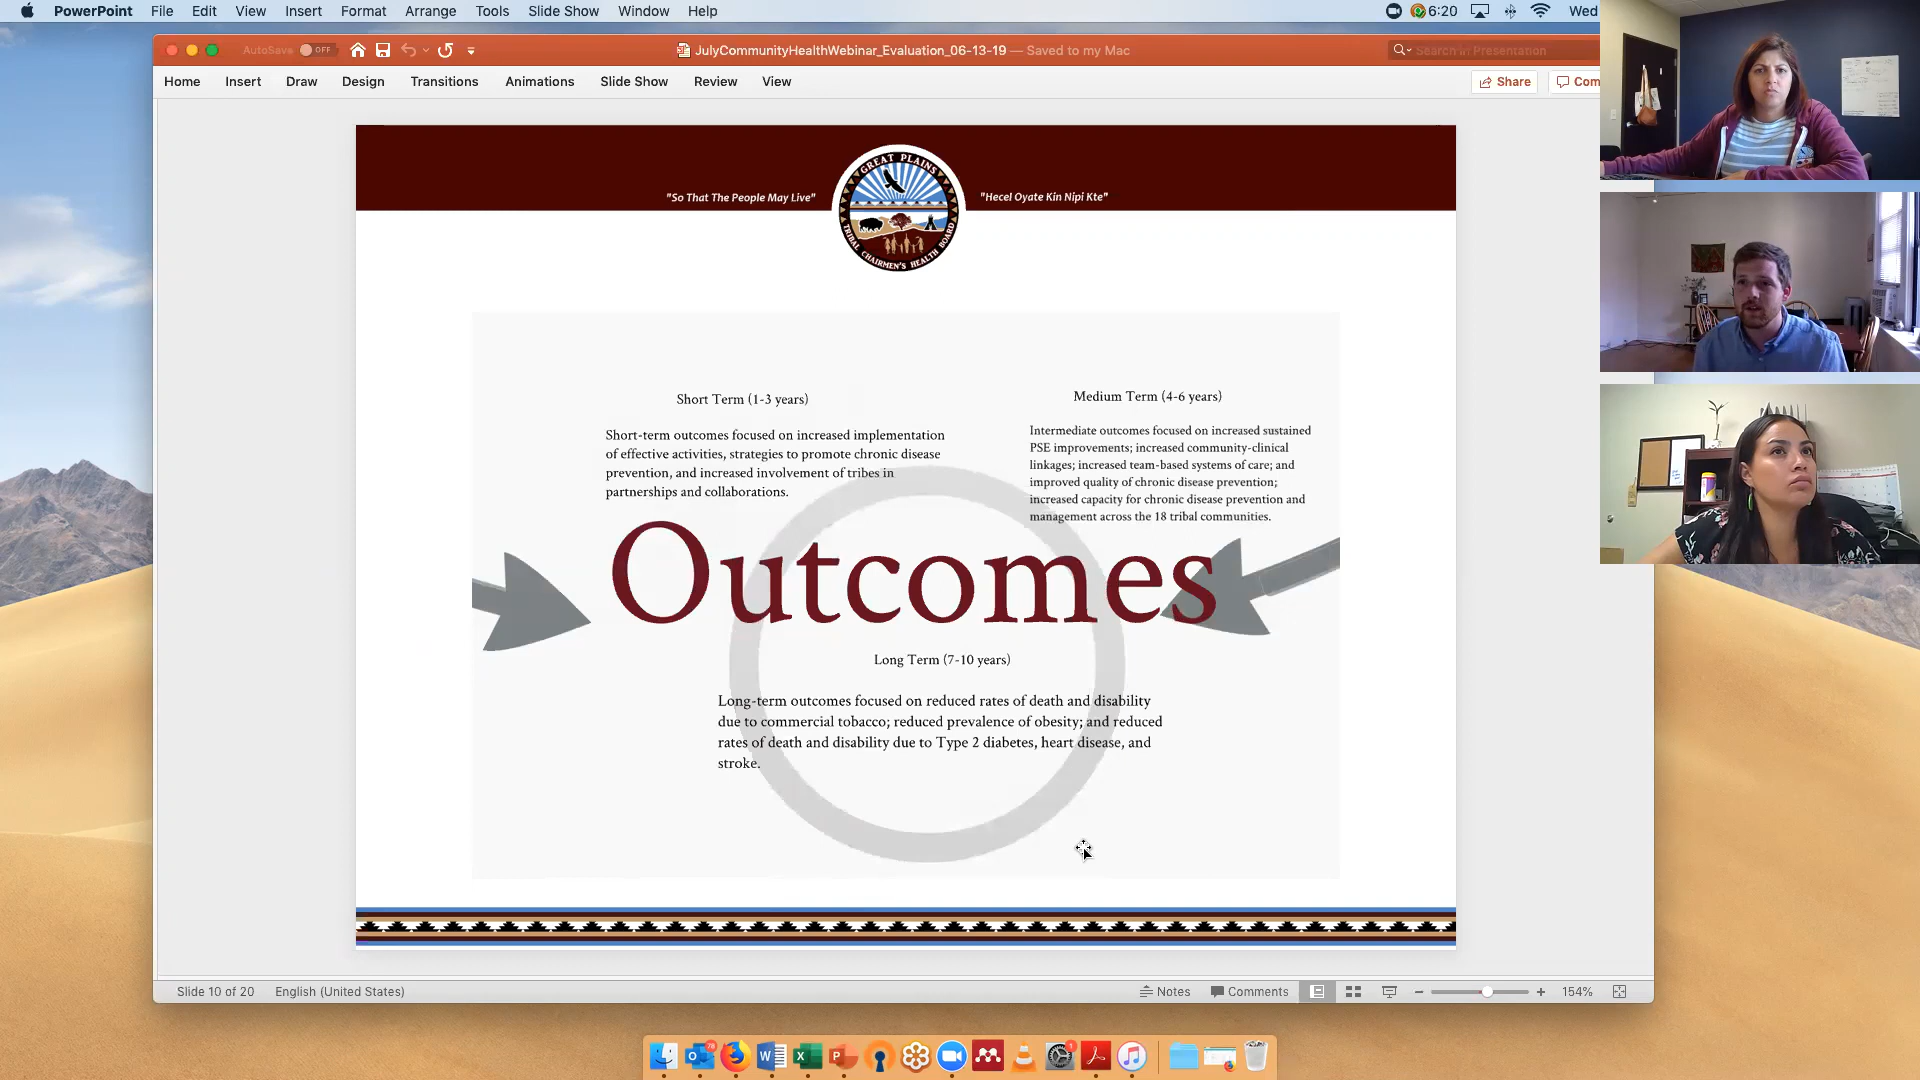 PowerPoint File Edit View Insert Format Arrange Tools Slide Show Window Help 6:20 Wed
AutoSave OFF JulyCommunityHealthWebinar_Evaluation_06-13-19 — Saved to my Mac Search in Presentation
Home Insert Draw Design Transitions Animations Slide Show Review View Share Com
"So That The People May Live"
GREAT PLAINS
TRIBAL CHAIRMEN'S HEALTH BOARD
"Hecel Oyate Kin Nipi Kte"
Short Term (1-3 years)
Short-term outcomes focused on increased implementation
of effective activities, strategies to promote chronic disease
prevention, and increased involvement of tribes in
partnerships and collaborations.
Medium Term (4-6 years)
Intermediate outcomes focused on increased sustained
PSE improvements; increased community-clinical
linkages; increased team-based systems of care; and
improved quality of chronic disease prevention;
increased capacity for chronic disease prevention and
management across the 18 tribal communities.
Outcomes
Long Term (7-10 years)
Long-term outcomes focused on reduced rates of death and disability
due to commercial tobacco; reduced prevalence of obesity; and reduced
rates of death and disability due to Type 2 diabetes, heart disease, and
stroke.
Slide 10 of 20 English (United States) Notes Comments 154%